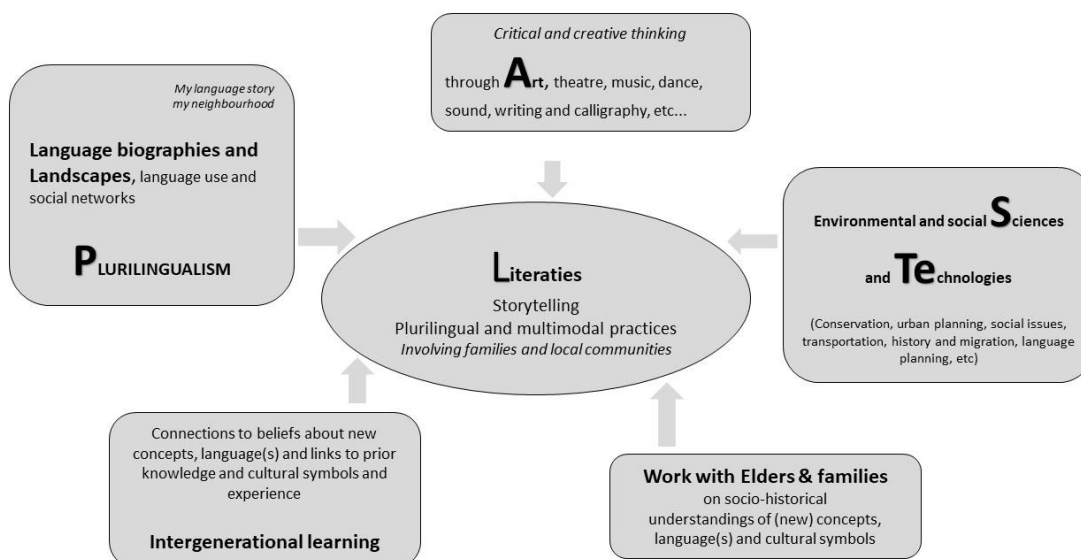 Critical and creative thinking
through Art, theatre, music, dance,
sound, writing and calligraphy, etc...
My language story
my neighbourhood
Language biographies and
Landscapes, language use and
social networks
PLURILINGUALISM
Environmental and social Sciences
and Technologies
(Conservation, urban planning, social issues,
transportation, history and migration, language
planning, etc)
Literaties
Storytelling
Plurilingual and multimodal practices
Involving families and local communities
Connections to beliefs about new
concepts, language(s) and links to prior
knowledge and cultural symbols and
experience
Intergenerational learning
Work with Elders & families
on socio-historical
understandings of (new) concepts,
language(s) and cultural symbols